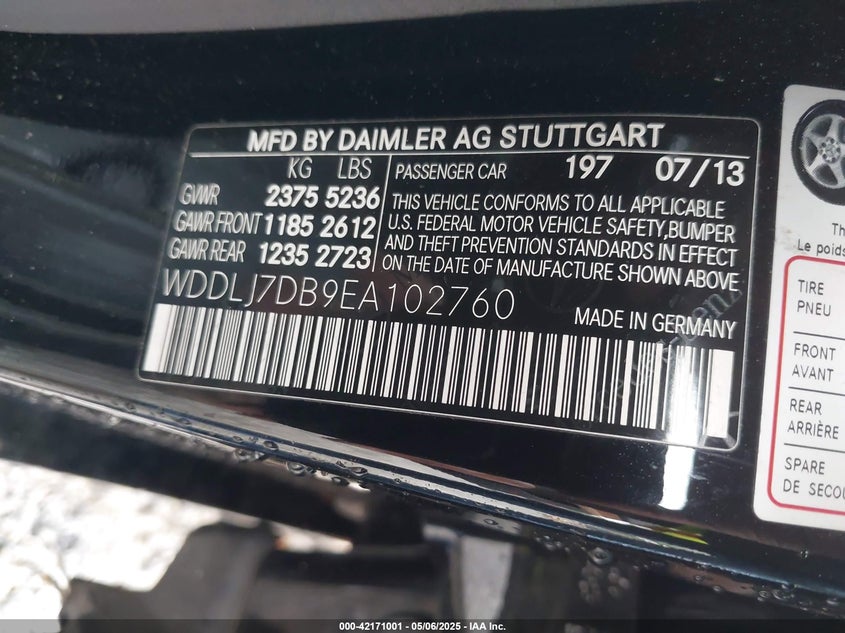 MFD BY DAIMLER AG STUTTGART
KG LBS
GVWR 2375 5236
GAWR FRONT 1185 2612
GAWR REAR 1235 2723
PASSENGER CAR 197 07/13
THIS VEHICLE CONFORMS TO ALL APPLICABLE
U.S. FEDERAL MOTOR VEHICLE SAFETY,BUMPER
AND THEFT PREVENTION STANDARDS IN EFFECT
ON THE DATE OF MANUFACTURE SHOWN ABOVE
WDDLJ7DB9EA102760
MADE IN GERMANY
Le poids
TIRE
PNEU
FRONT
AVANT
REAR
ARRIÈRE
SPARE
DE SECOU
000-42171001 - 05/06/2025 - IAA Inc.